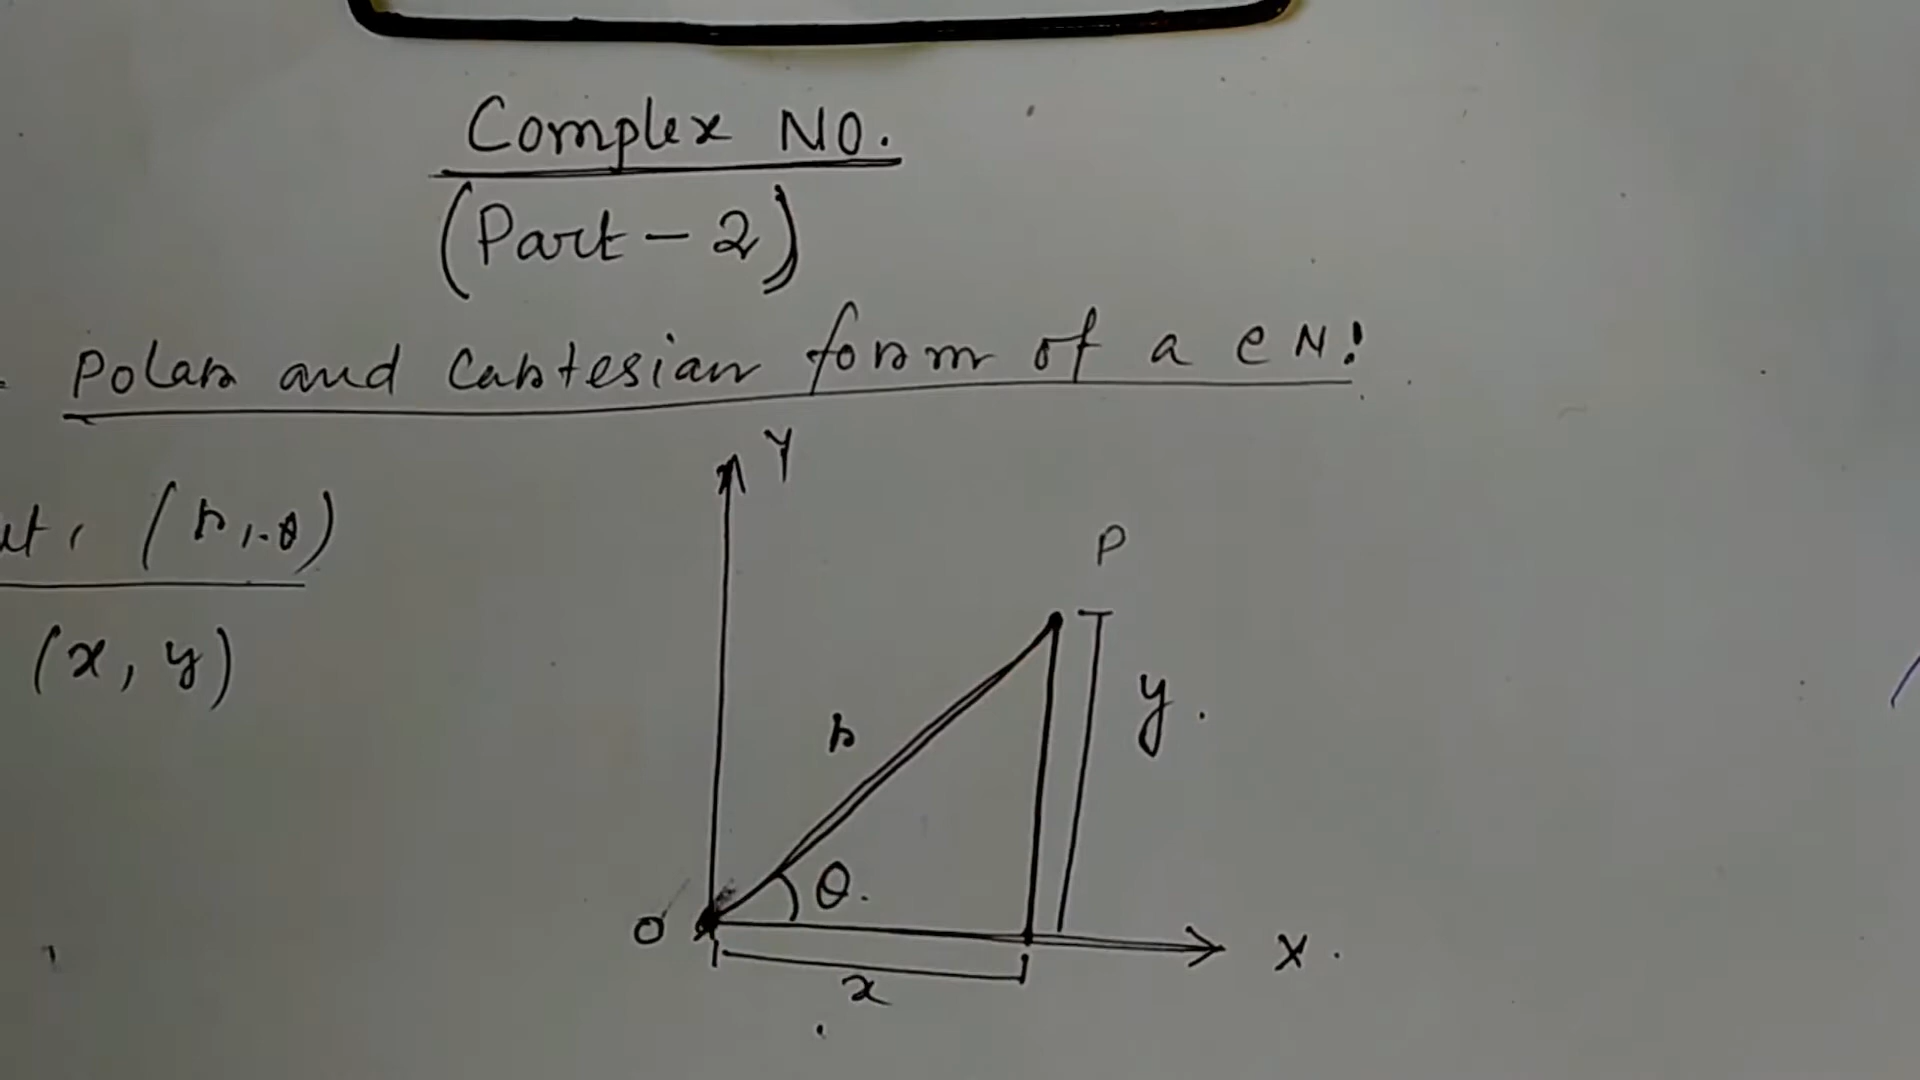 Complex NO.
(Part-2)
Polar and Cartesian form of a CN:
(r, θ)
(x, y)
Y
P
r
y.
θ.
O
X.
x